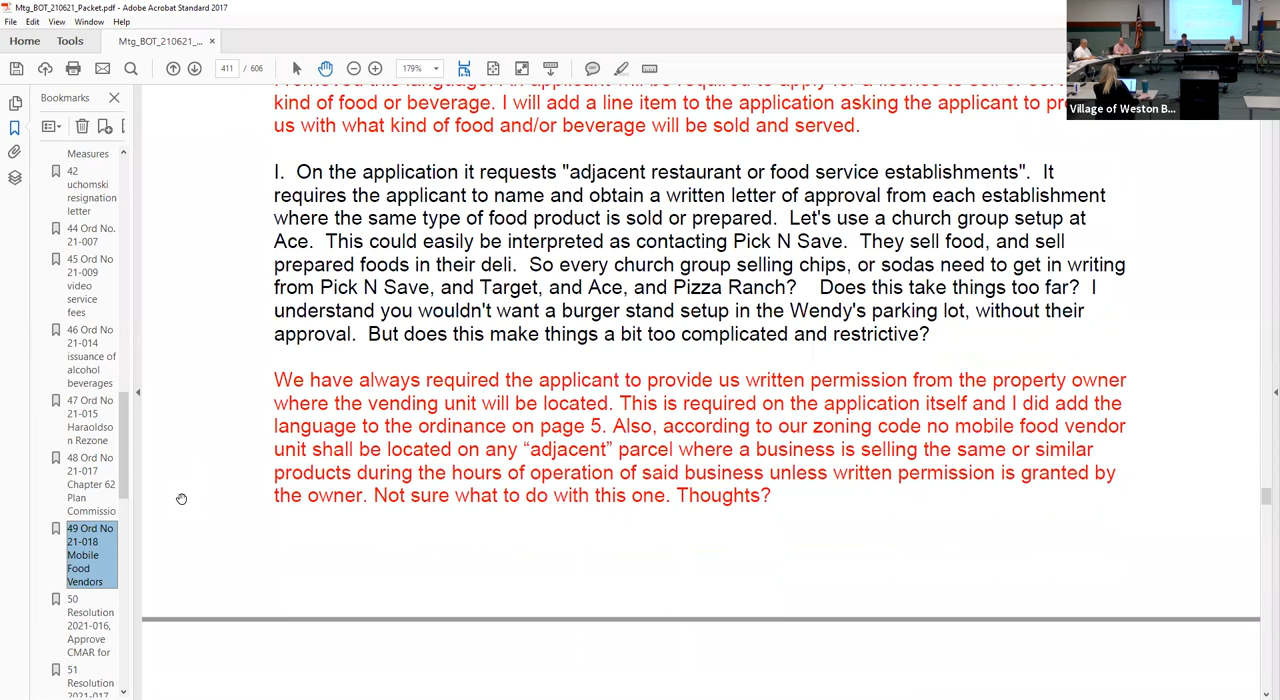 Mtg_BOT_210621_Packet.pdf - Adobe Acrobat Standard 2017
File Edit View Window Help
Home Tools Mtg_BOT_210621_... ×
411 / 606 179%
Bookmarks
Measures
42
uchomski
resignation
letter
44 Ord No.
21-007
45 Ord No
21-009
video
service
fees
46 Ord No
21-014
issuance of
alcohol
beverages
47 Ord No
21-015
Haraoldson
Rezone
48 Ord No
21-017
Chapter 62
Plan
Commissio
49 Ord No
21-018
Mobile
Food
Vendors
50
Resolution
2021-016,
Approve
CMAR for
51
Resolution
2021-017
kind of food or beverage. I will add a line item to the application asking the applicant to pr
us with what kind of food and/or beverage will be sold and served.
I. On the application it requests "adjacent restaurant or food service establishments". It
requires the applicant to name and obtain a written letter of approval from each establishment
where the same type of food product is sold or prepared. Let's use a church group setup at
Ace. This could easily be interpreted as contacting Pick N Save. They sell food, and sell
prepared foods in their deli. So every church group selling chips, or sodas need to get in writing
from Pick N Save, and Target, and Ace, and Pizza Ranch? Does this take things too far? I
understand you wouldn't want a burger stand setup in the Wendy's parking lot, without their
approval. But does this make things a bit too complicated and restrictive?
We have always required the applicant to provide us written permission from the property owner
where the vending unit will be located. This is required on the application itself and I did add the
language to the ordinance on page 5. Also, according to our zoning code no mobile food vendor
unit shall be located on any “adjacent” parcel where a business is selling the same or similar
products during the hours of operation of said business unless written permission is granted by
the owner. Not sure what to do with this one. Thoughts?
Village of Weston B...